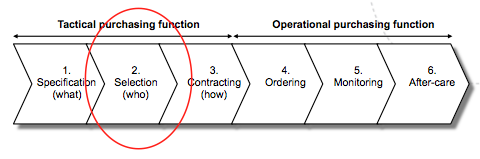 Tactical purchasing function
Operational purchasing function
1.
Specification
(what)
2.
Selection
(who)
3.
Contracting
(how)
4.
Ordering
5.
Monitoring
6.
After-care